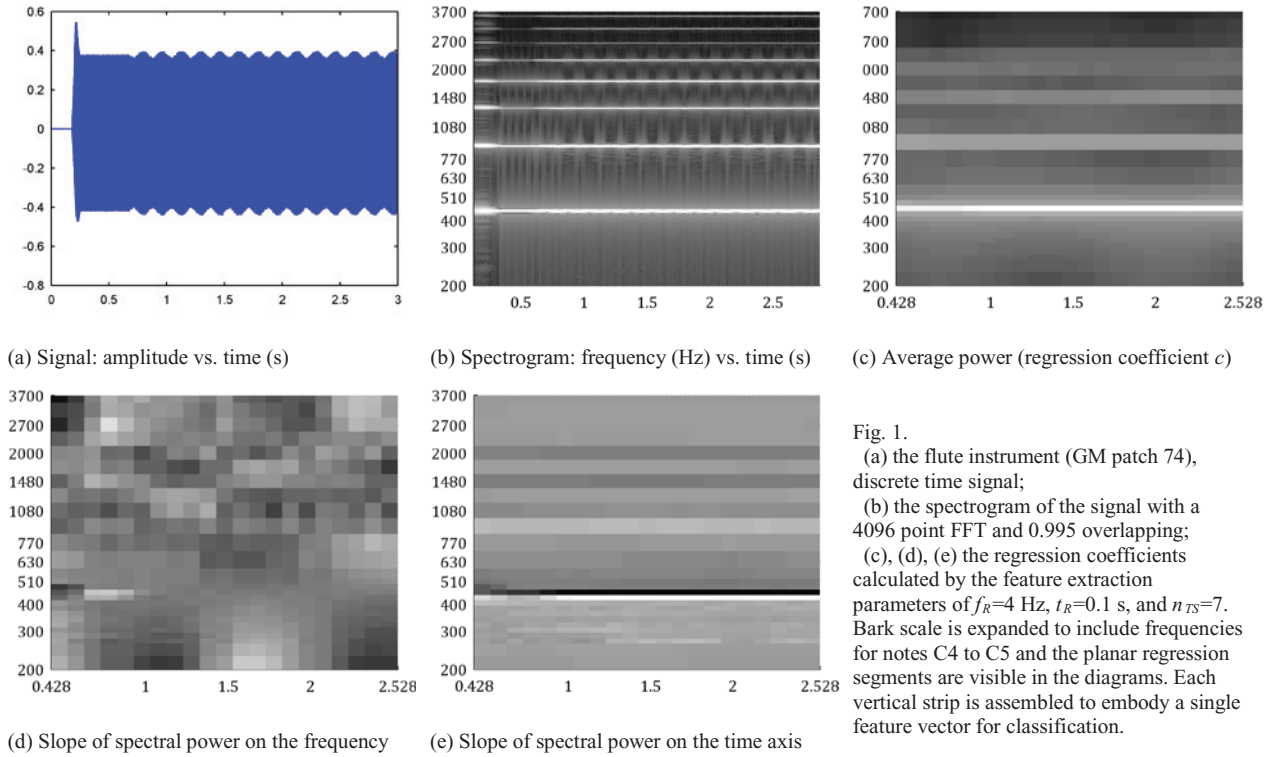 0.6
0.4
0.2
0
-0.2
-0.4
-0.6
-0.8
0 0.5 1 1.5 2 2.5 3
(a) Signal: amplitude vs. time (s)
3700
2700
2000
1480
1080
770
630
510
400
300
200
0.5 1 1.5 2 2.5
(b) Spectrogram: frequency (Hz) vs. time (s)
700
700
000
480
080
770
630
510
400
300
200
0.428 1 1.5 2 2.528
(c) Average power (regression coefficient c)
3700
2700
2000
1480
1080
770
630
510
400
300
200
0.428 1 1.5 2 2.528
(d) Slope of spectral power on the frequency
3700
2700
2000
1480
1080
770
630
510
400
300
200
0.428 1 1.5 2 2.528
(e) Slope of spectral power on the time axis
Fig. 1.
(a) the flute instrument (GM patch 74),
discrete time signal;
(b) the spectrogram of the signal with a
4096 point FFT and 0.995 overlapping;
(c), (d), (e) the regression coefficients
calculated by the feature extraction
parameters of fR=4 Hz, tR=0.1 s, and nTS=7.
Bark scale is expanded to include frequencies
for notes C4 to C5 and the planar regression
segments are visible in the diagrams. Each
vertical strip is assembled to embody a single
feature vector for classification.